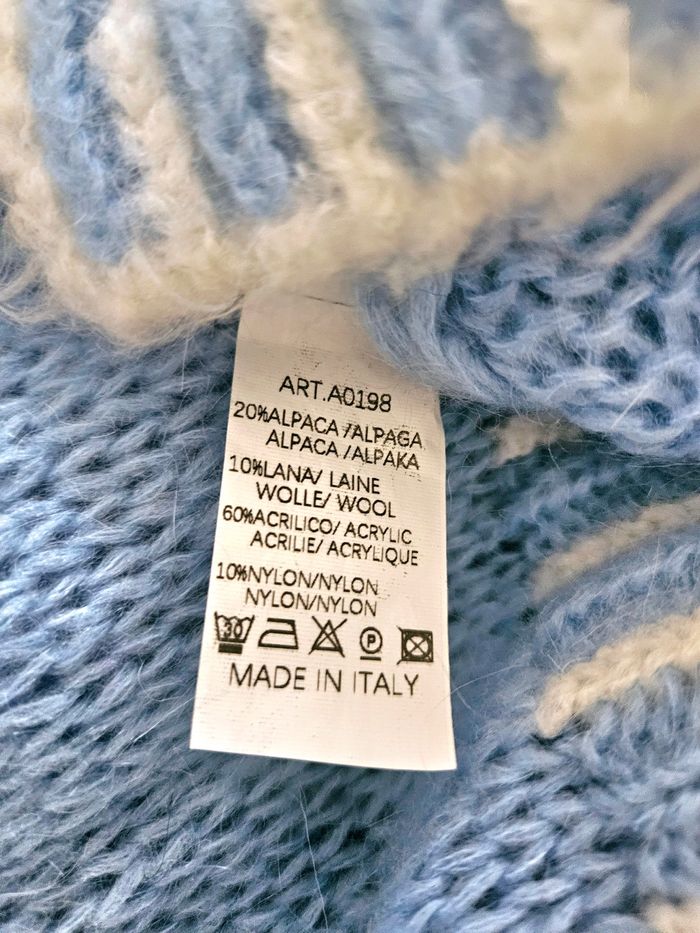 ART.A0198
20%ALPACA /ALPAGA
ALPACA /ALPAKA
10%LANA/ LAINE
WOLLE/ WOOL
60%ACRILICO/ ACRYLIC
ACRILIE/ ACRYLIQUE
10%NYLON/NYLON
NYLON/NYLON
30 P
MADE IN ITALY